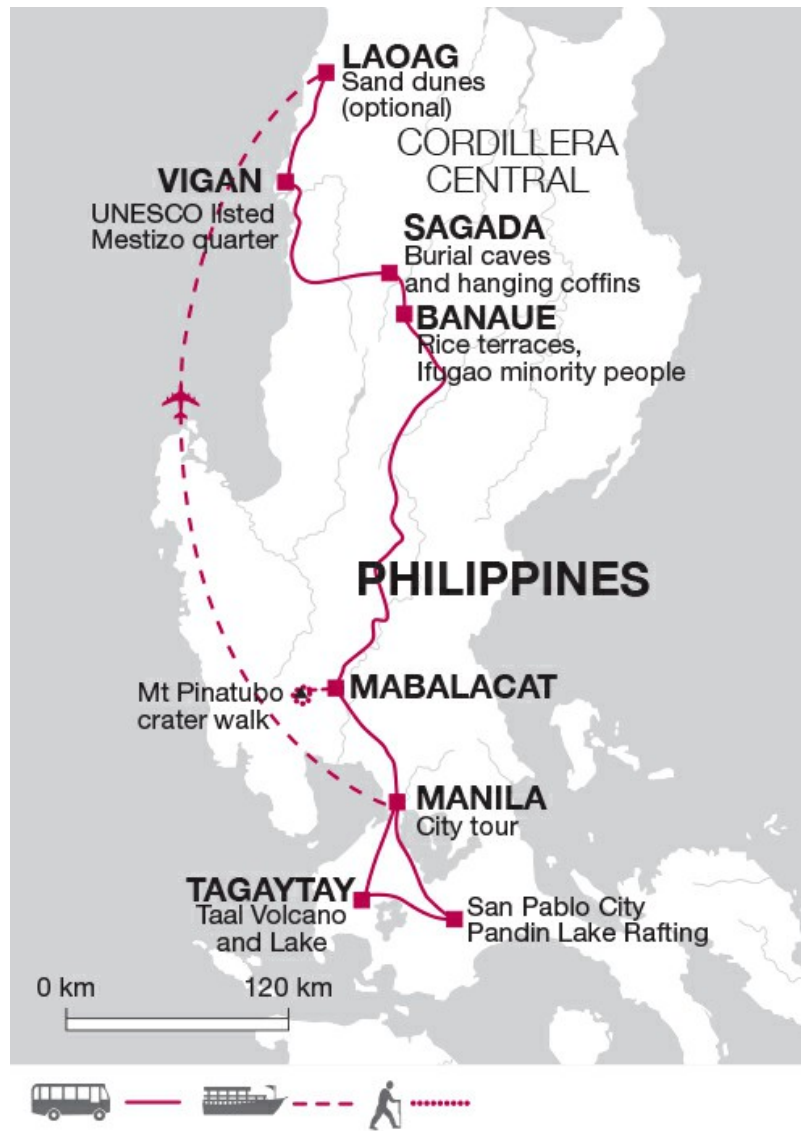 LAOAG
Sand dunes
(optional)
CORDILLERA
CENTRAL
VIGAN
UNESCO listed
Mestizo quarter
SAGADA
Burial caves
and hanging coffins
BANAUE
Rice terraces,
Ifugao minority people
PHILIPPINES
Mt Pinatubo
crater walk
MABALACAT
MANILA
City tour
TAGAYTAY
Taal Volcano
and Lake
San Pablo City
Pandin Lake Rafting
0 km 120 km